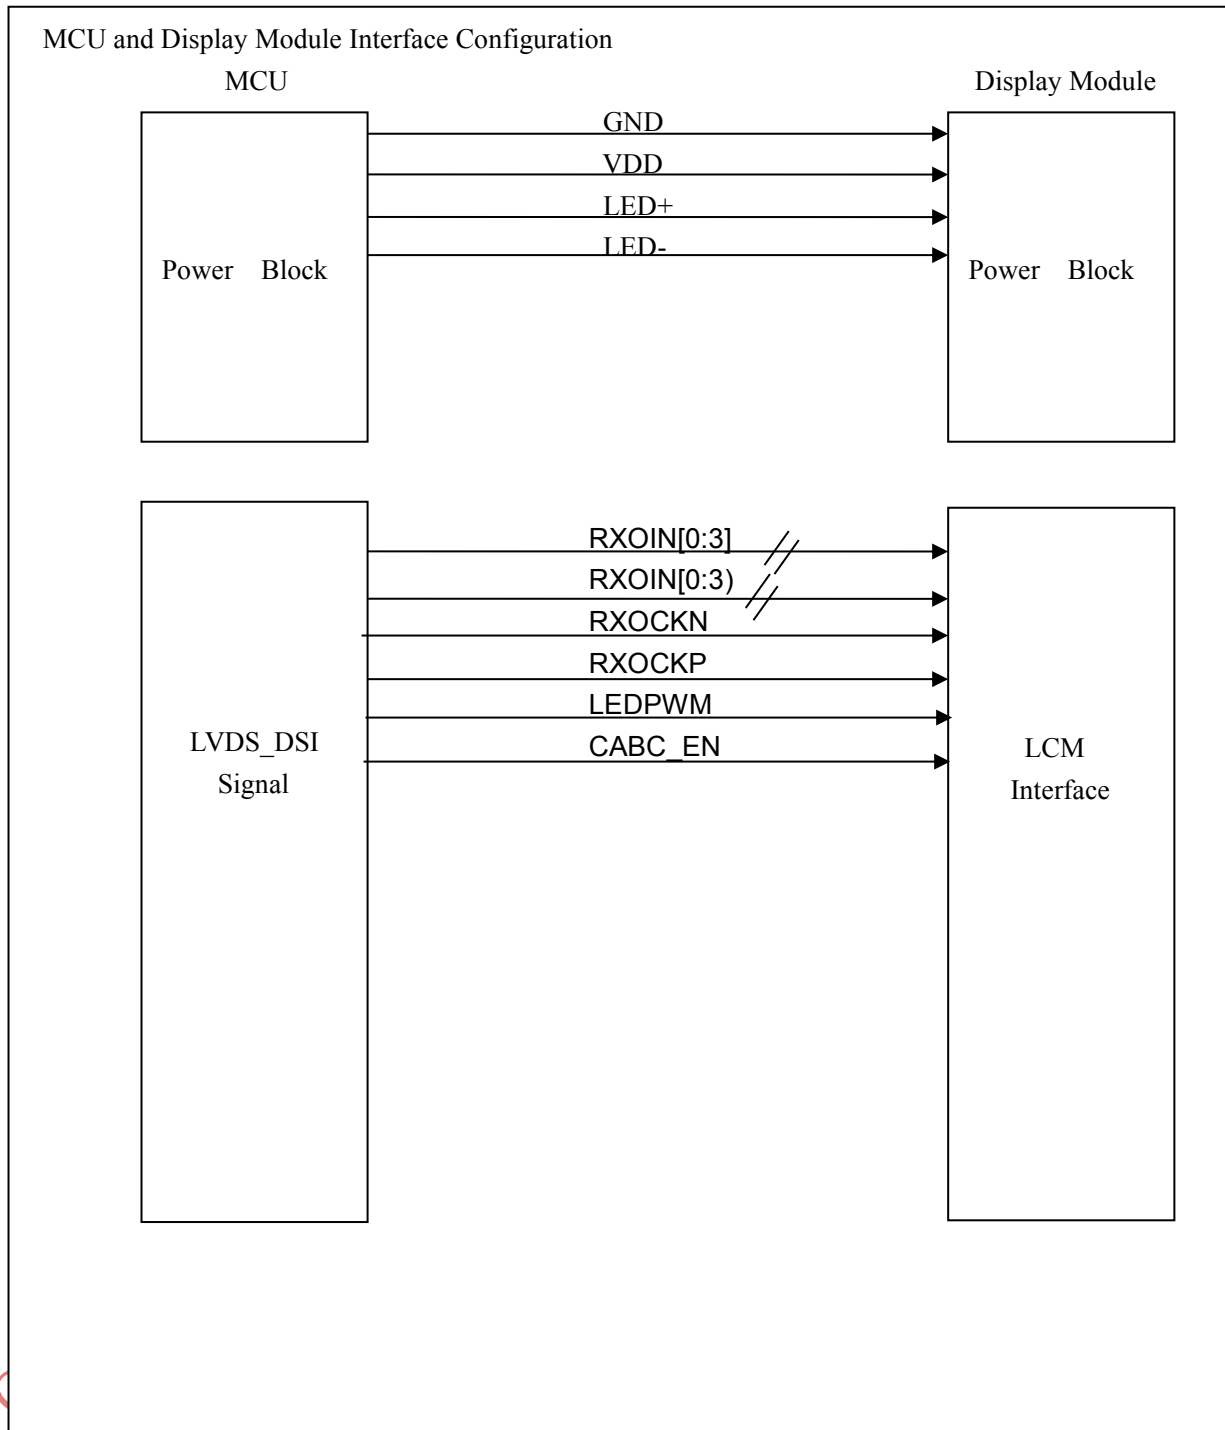 MCU and Display Module Interface Configuration
MCU
Display Module
GND
VDD
LED+
LED-
Power Block
Power Block
RXOIN[0:3]
RXOIN[0:3)
RXOCKN
RXOCKP
LEDPWM
CABC_EN
LVDS_DSI
Signal
LCM
Interface